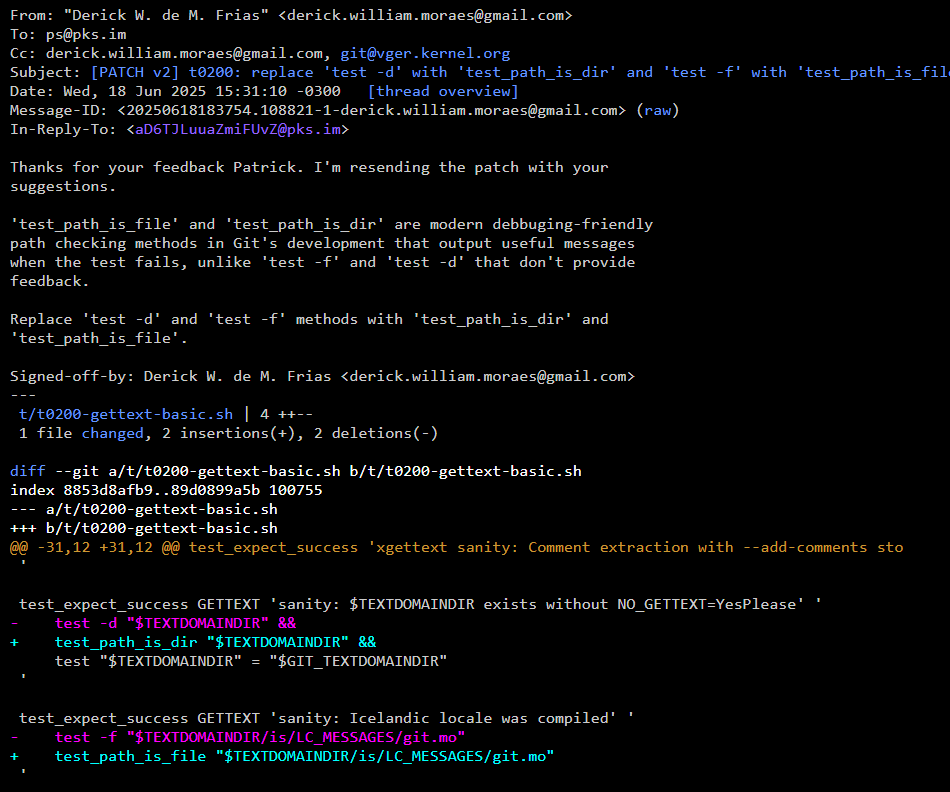 From: "Derick W. de M. Frias" <derick.william.moraes@gmail.com>
To: ps@pks.im
Cc: derick.william.moraes@gmail.com, git@vger.kernel.org
Subject: [PATCH v2] t0200: replace 'test -d' with 'test_path_is_dir' and 'test -f' with 'test_path_is_file
Date: Wed, 18 Jun 2025 15:31:10 -0300   [thread overview]
Message-ID: <20250618183754.108821-1-derick.william.moraes@gmail.com> (raw)
In-Reply-To: <aD6TJLuuaZmiFUvZ@pks.im>

Thanks for your feedback Patrick. I'm resending the patch with your
suggestions.

'test_path_is_file' and 'test_path_is_dir' are modern debbuging-friendly
path checking methods in Git's development that output useful messages
when the test fails, unlike 'test -f' and 'test -d' that don't provide
feedback.

Replace 'test -d' and 'test -f' methods with 'test_path_is_dir' and
'test_path_is_file'.

Signed-off-by: Derick W. de M. Frias <derick.william.moraes@gmail.com>
---
 t/t0200-gettext-basic.sh | 4 ++--
 1 file changed, 2 insertions(+), 2 deletions(-)

diff --git a/t/t0200-gettext-basic.sh b/t/t0200-gettext-basic.sh
index 8853d8afb9..89d0899a5b 100755
--- a/t/t0200-gettext-basic.sh
+++ b/t/t0200-gettext-basic.sh
@@ -31,12 +31,12 @@ test_expect_success 'xgettext sanity: Comment extraction with --add-comments sto
 '

 test_expect_success GETTEXT 'sanity: $TEXTDOMAINDIR exists without NO_GETTEXT=YesPlease' '
-    test -d "$TEXTDOMAINDIR" &&
+    test_path_is_dir "$TEXTDOMAINDIR" &&
     test "$TEXTDOMAINDIR" = "$GIT_TEXTDOMAINDIR"
 '

 test_expect_success GETTEXT 'sanity: Icelandic locale was compiled' '
-    test -f "$TEXTDOMAINDIR/is/LC_MESSAGES/git.mo"
+    test_path_is_file "$TEXTDOMAINDIR/is/LC_MESSAGES/git.mo"
 '